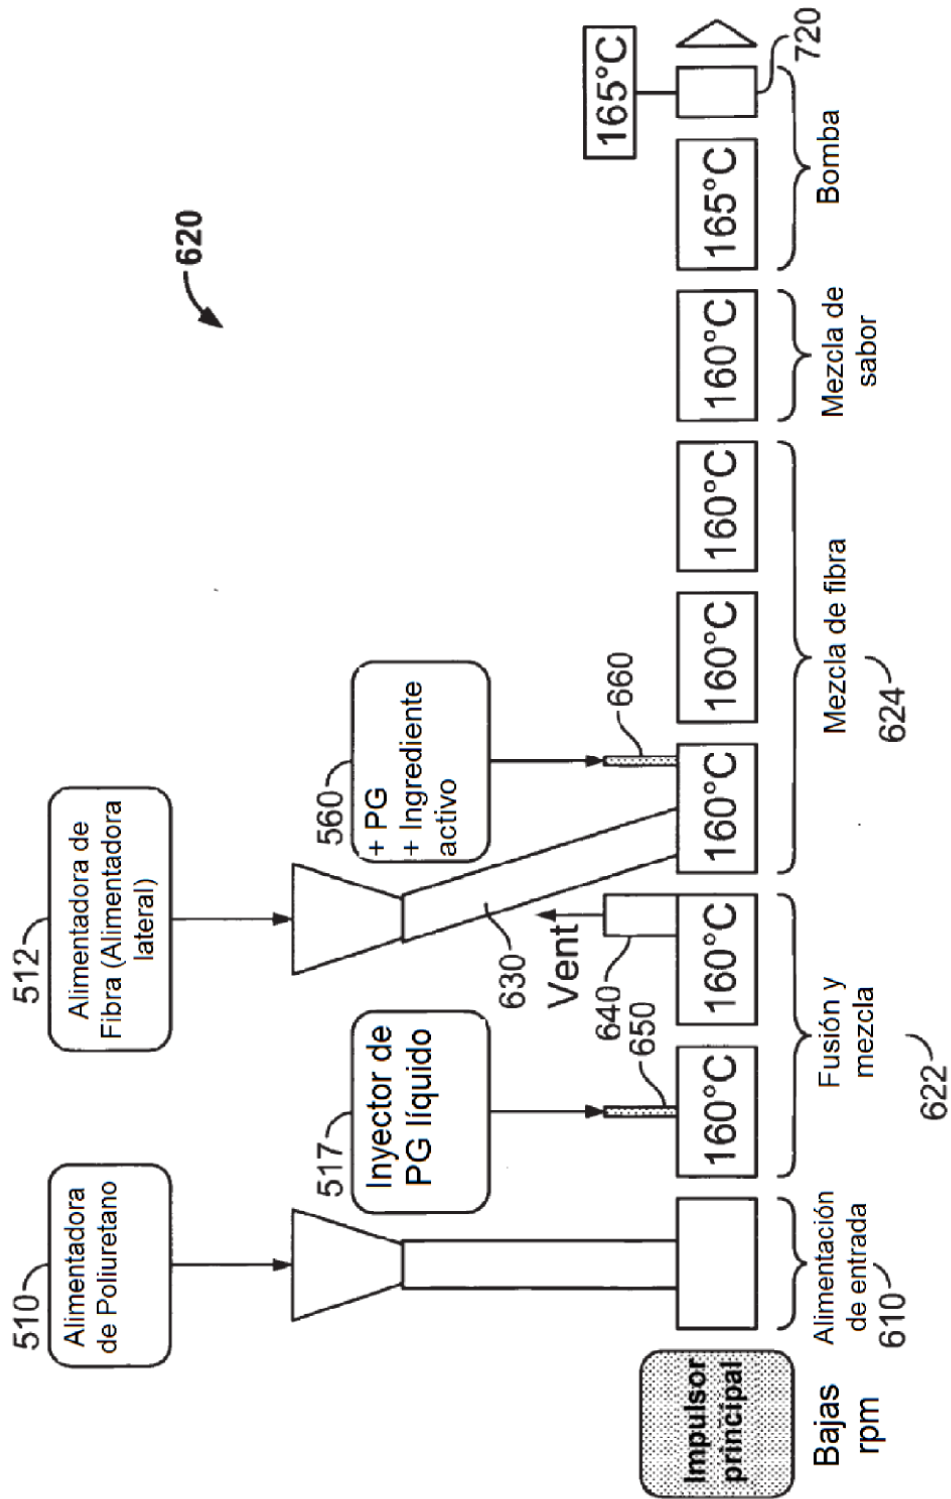 620
510
Alimentadora
de Poliuretano
512
Alimentadora de
Fibra (Alimentadora
lateral)
517
Inyector de
PG líquido
560
+ PG
+ Ingrediente
activo
630
Vent
640
650
660
Impulsor
principal
Bajas
rpm
160°C
160°C
160°C
160°C
160°C
160°C
165°C
165°C
720
Alimentación
de entrada
610
Fusión y
mezcla
622
Mezcla de fibra
624
Mezcla de
sabor
Bomba